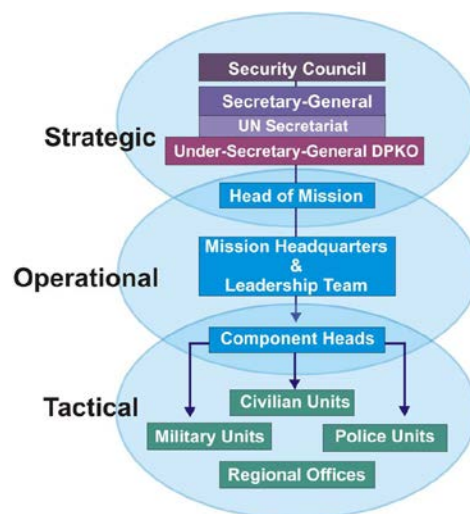 Security Council
Secretary-General
UN Secretariat
Strategic
Under-Secretary-General DPKO
Head of Mission
Mission Headquarters
&
Leadership Team
Operational
Component Heads
Tactical
Civilian Units
Military Units
Police Units
Regional Offices